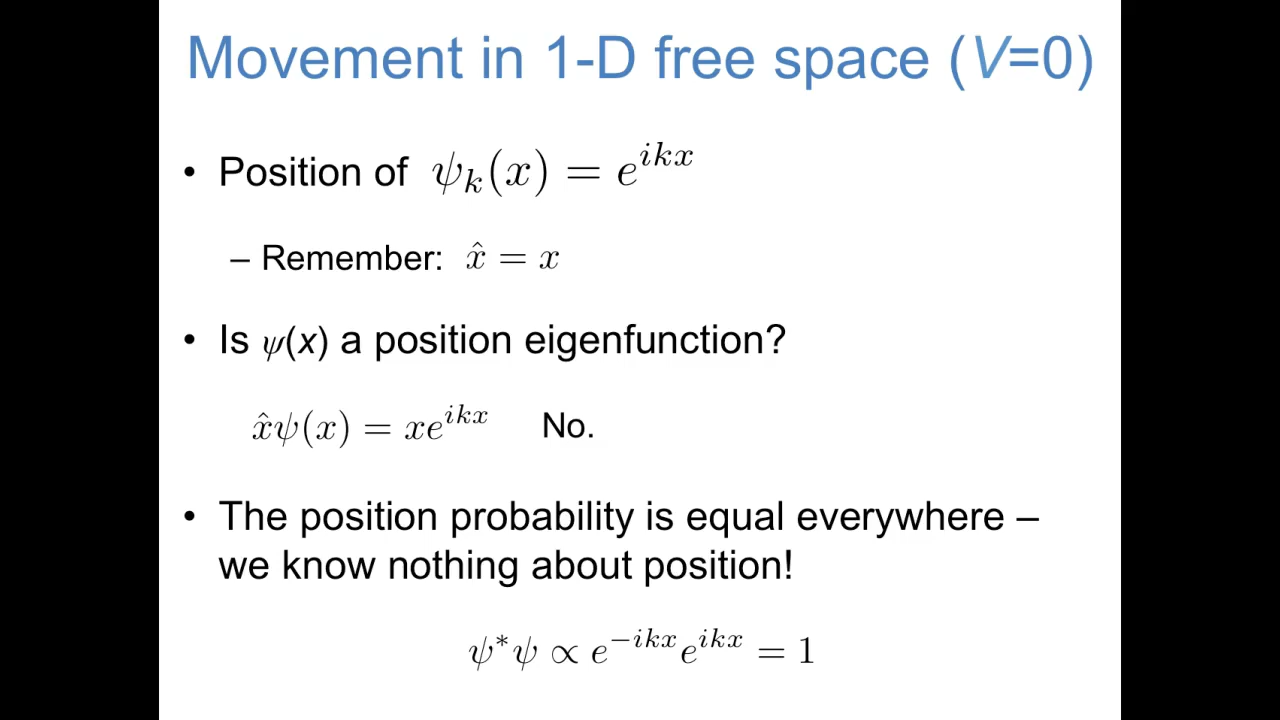 Movement in 1-D free space (V=0)
• Position of ψₖ(x) = e^{ikx}
– Remember: x̂ = x
• Is ψ(x) a position eigenfunction?
x̂ψ(x) = xe^{ikx} No.
• The position probability is equal everywhere –
we know nothing about position!
ψ*ψ ∝ e^{−ikx}e^{ikx} = 1